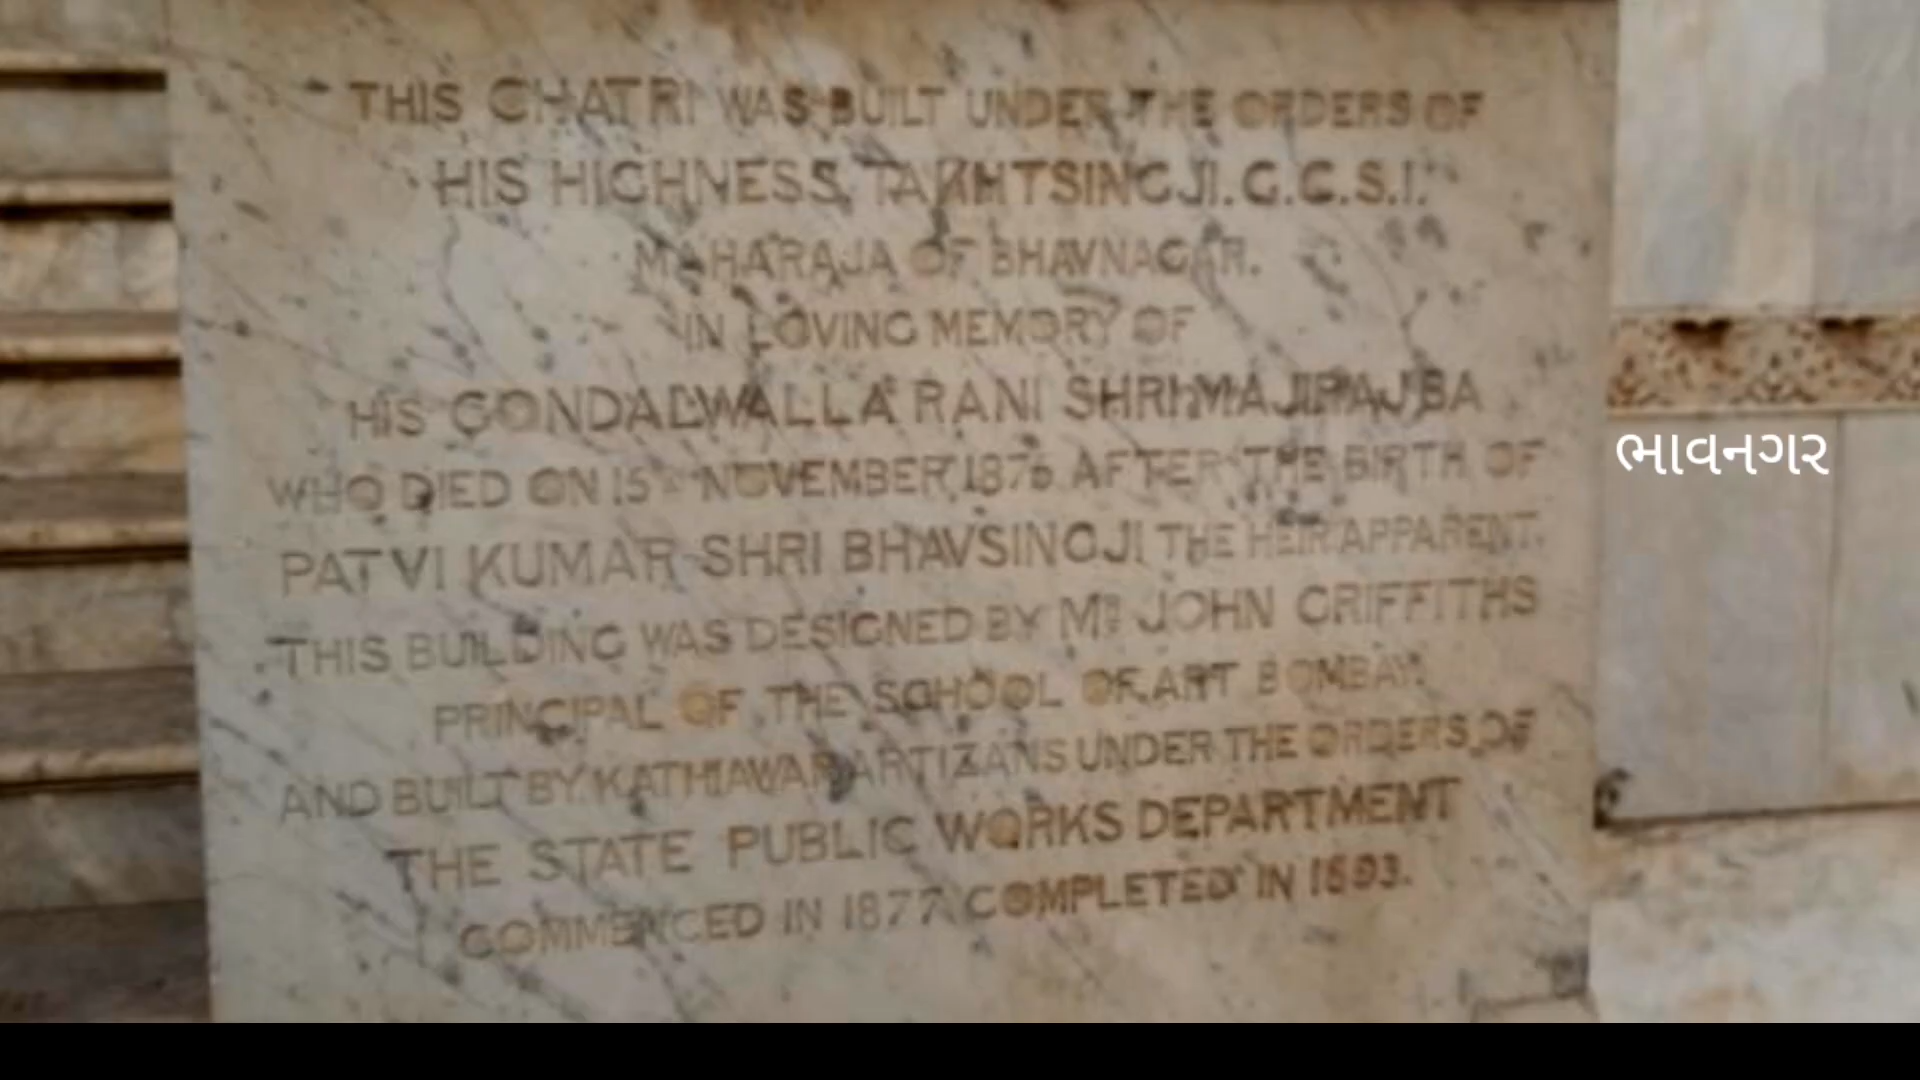 THIS CHATRI WAS BUILT UNDER THE ORDERS OF
HIS HIGHNESS TAKHTSINGJI. G.C.S.I.
MAHARAJA OF BHAVNAGAR.
IN LOVING MEMORY OF
HIS GONDALWALLA RANI SHRI MAJIRAJBA
WHO DIED ON 15 NOVEMBER AFTER THE BIRTH OF
PATVI KUMAR SHRI BHAVSINGJI THE HEIR APPARENT.
THIS BUILDING WAS DESIGNED BY MR JOHN GRIFFITHS
PRINCIPAL OF THE SCHOOL OF ART BOMBAY.
AND BUILT BY KATHIAWAR ARTIZANS UNDER THE ORDERS OF
THE STATE PUBLIC WORKS DEPARTMENT
COMMENCED IN 1877 COMPLETED IN 1893.
ભાવનગર